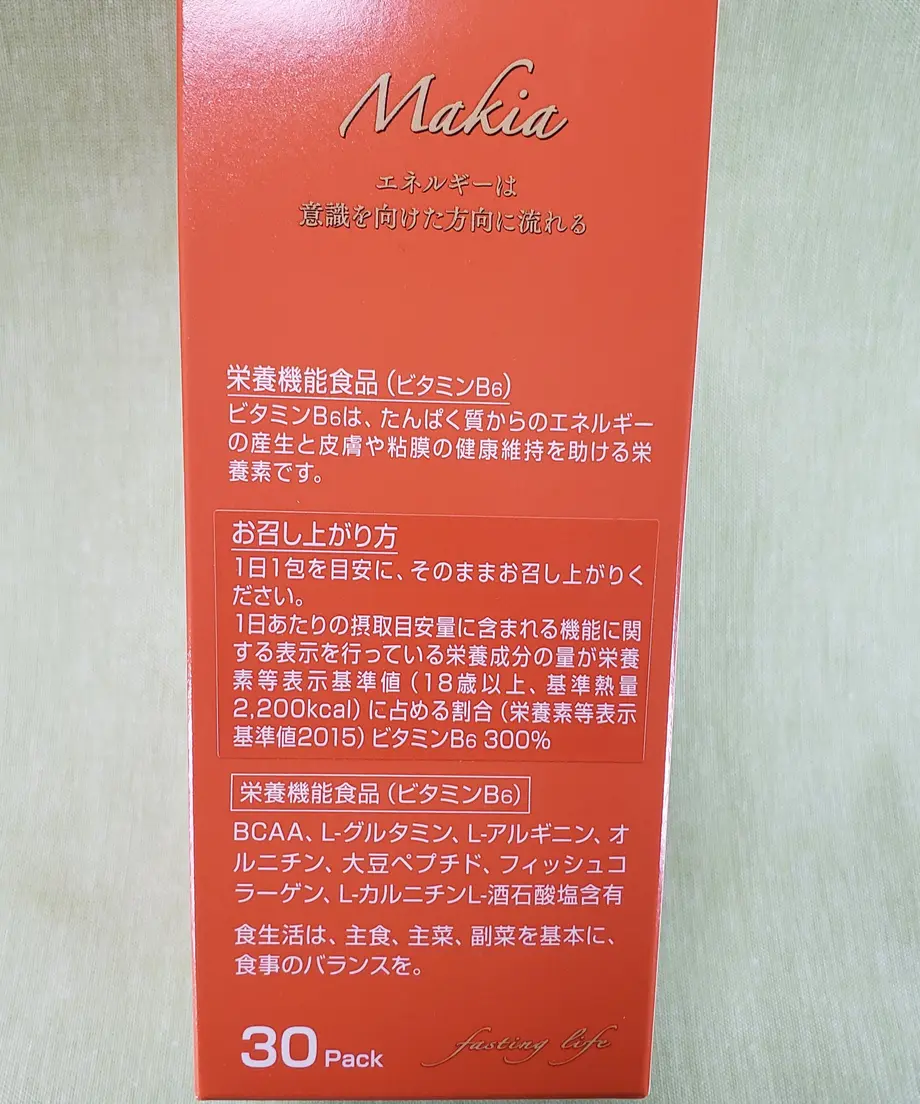 Makia
エネルギーは
意識を向けた方向に流れる
栄養機能食品（ビタミンB6）
ビタミンB6は、たんぱく質からのエネルギー
の産生と皮膚や粘膜の健康維持を助ける栄
養素です。
お召し上がり方
1日1包を目安に、そのままお召し上がりく
ださい。
1日あたりの摂取目安量に含まれる機能に関
する表示を行っている栄養成分の量が栄養
素等表示基準値（18歳以上、基準熱量
2,200kcal）に占める割合（栄養素等表示
基準値2015）ビタミンB6 300%
栄養機能食品（ビタミンB6）
BCAA、L-グルタミン、L-アルギニン、オ
ルニチン、大豆ペプチド、フィッシュコ
ラーゲン、L-カルニチンL-酒石酸塩含有
食生活は、主食、主菜、副菜を基本に、
食事のバランスを。
30 Pack
fasting life